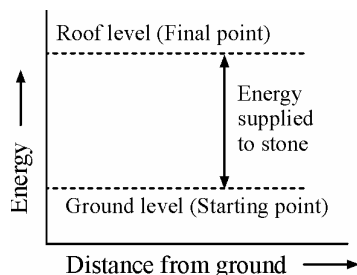 Roof level (Final point)
Energy
supplied
to stone
Energy
Ground level (Starting point)
Distance from ground